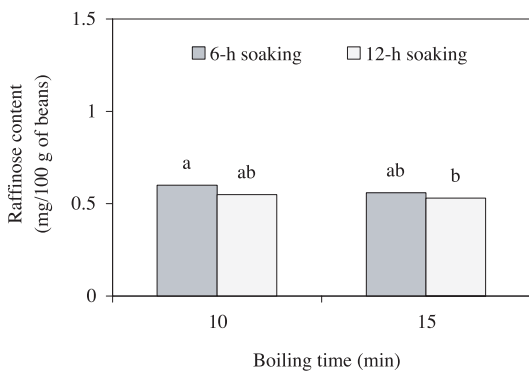 1.5
6-h soaking 12-h soaking
Raffinose content
(mg/100 g of beans)
1
a ab ab b
0.5
0
10 15
Boiling time (min)